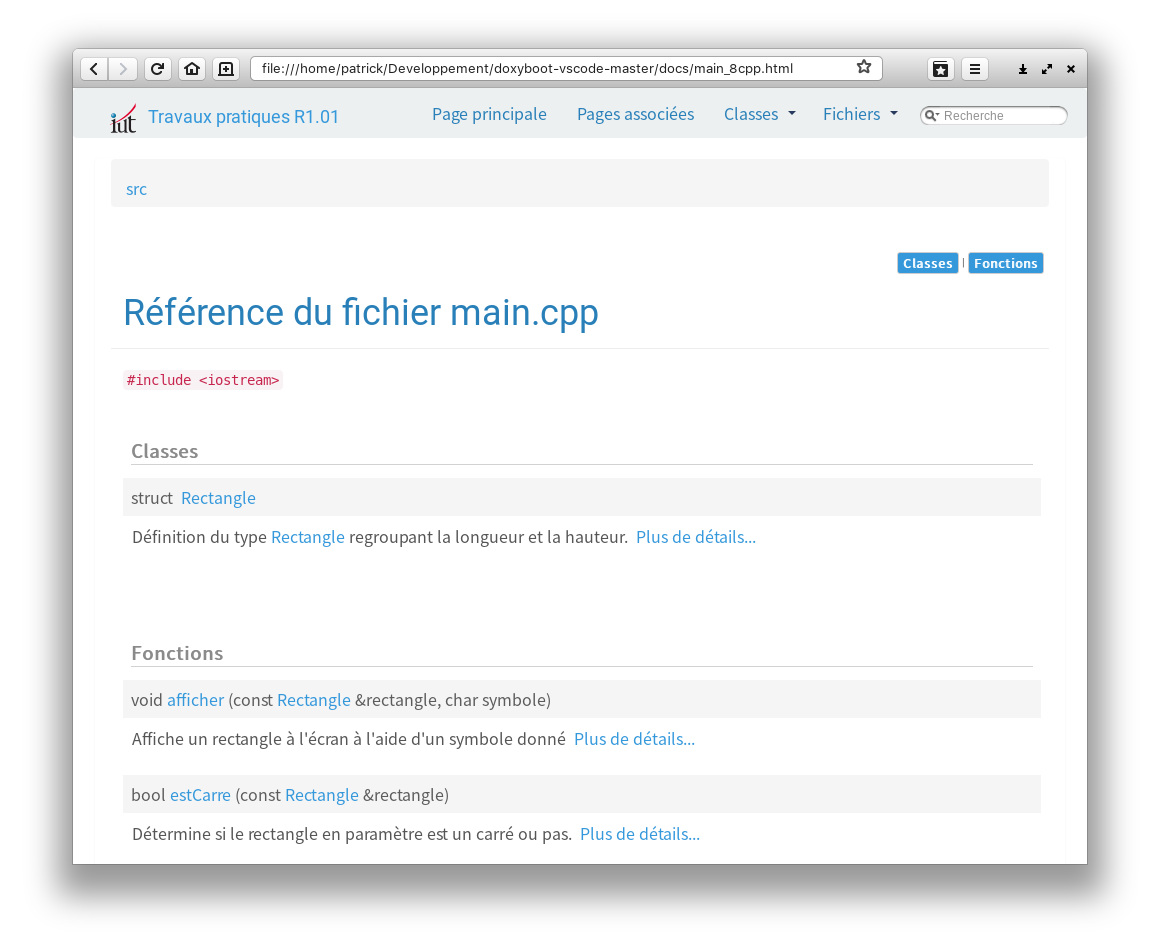 file:///home/patrick/Developpement/doxyboot-vscode-master/docs/main_8cpp.html
iut Travaux pratiques R1.01 Page principale Pages associées Classes Fichiers Recherche
src
Classes | Fonctions
Référence du fichier main.cpp
#include <iostream>
Classes
struct Rectangle
Définition du type Rectangle regroupant la longueur et la hauteur. Plus de détails...
Fonctions
void afficher (const Rectangle &rectangle, char symbole)
Affiche un rectangle à l'écran à l'aide d'un symbole donné Plus de détails...
bool estCarre (const Rectangle &rectangle)
Détermine si le rectangle en paramètre est un carré ou pas. Plus de détails...